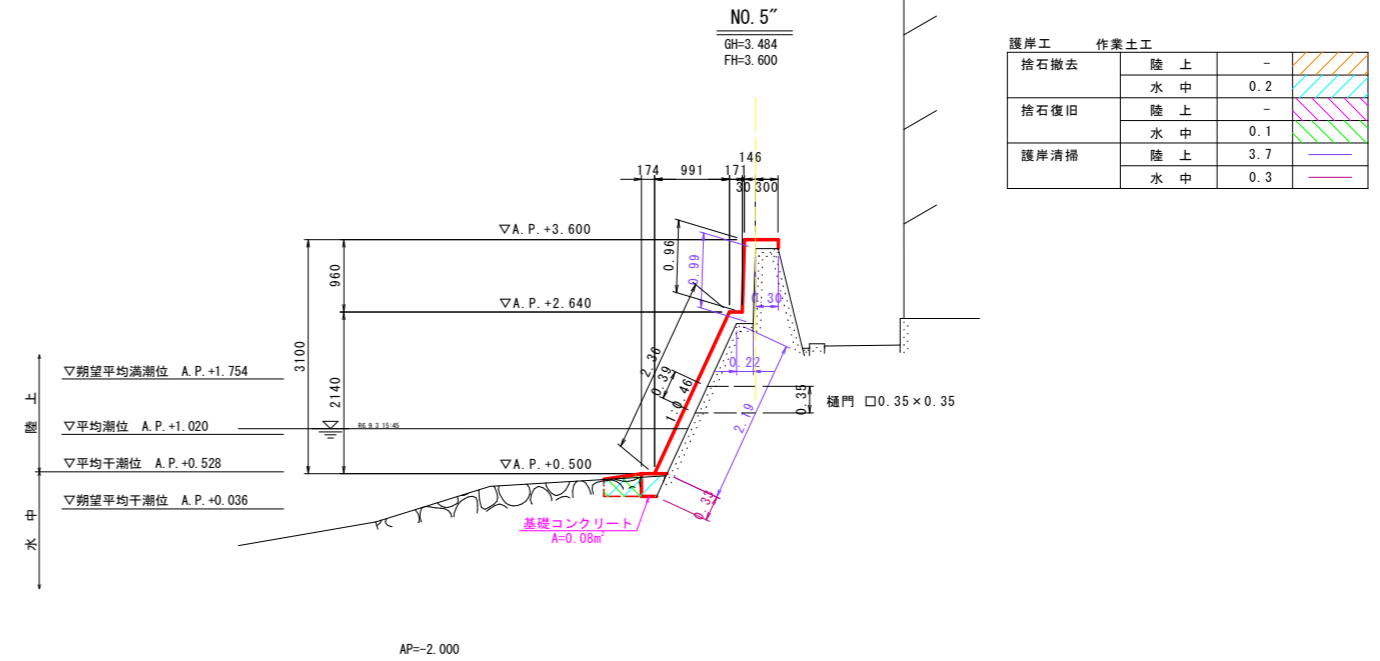 NO. 5″
GH=3.484
FH=3.600
護岸工 作業土工
捨石撤去 陸 上 -
水 中 0.2
捨石復旧 陸 上 -
水 中 0.1
護岸清掃 陸 上 3.7
水 中 0.3
146
174 991 171
30 300
▽A.P.+3.600
0.96
0.99
960
▽A.P.+2.640
0.30
3100
2140
2.36
0.39
1:0.46
0.22
0.35
2.19
樋門 口0.35×0.35
▽朔望平均満潮位 A.P.+1.754
陸 上
▽平均潮位 A.P.+1.020
R6.9.3 15:45
▽平均干潮位 A.P.+0.528
▽A.P.+0.500
▽朔望平均干潮位 A.P.+0.036
0.33
水 中
基礎コンクリート
A=0.08m²
AP=-2.000